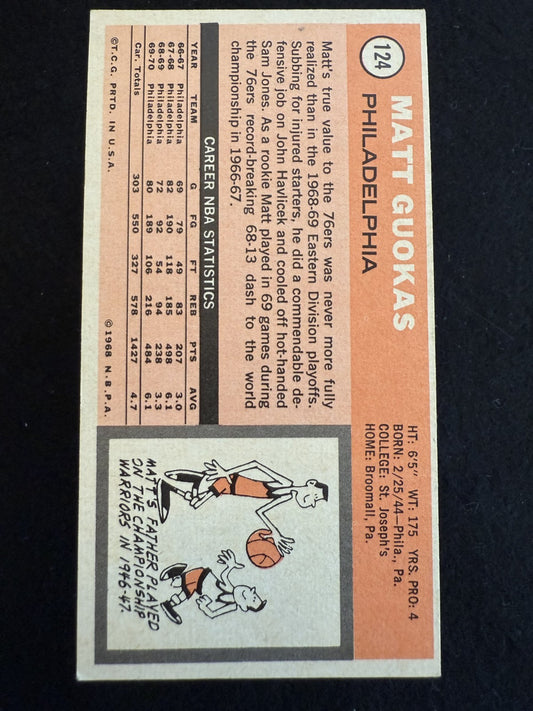 124
MATT GUOKAS
PHILADELPHIA
HT: 6'5" WT: 175 YRS. PRO: 4
BORN: 2/25/44—Phila., Pa.
COLLEGE: St. Joseph's
HOME: Broomall, Pa.
Matt's true value to the 76ers was never more fully
realized than in the 1968-69 Eastern Division playoffs.
Subbing for injured starters, he did a commendable de-
fensive job on John Havlicek and cooled off hot-handed
Sam Jones. As a rookie Matt played in 69 games during
the 76ers record-breaking 68-13 dash to the world
championship in 1966-67.
CAREER NBA STATISTICS
YEAR TEAM G FG FT REB PTS AVG
66-67 Philadelphia 69 79 49 83 207 3.0
67-68 Philadelphia 82 190 118 185 498 6.1
68-69 Philadelphia 72 92 54 94 238 3.3
69-70 Philadelphia 80 189 106 216 484 6.1
Car. Totals 303 550 327 578 1427 4.7
©T.C.G. PRTD. IN U.S.A. ©1968 N.B.P.A.
MATT'S FATHER PLAYED
ON THE CHAMPIONSHIP
WARRIORS IN 1946-47.